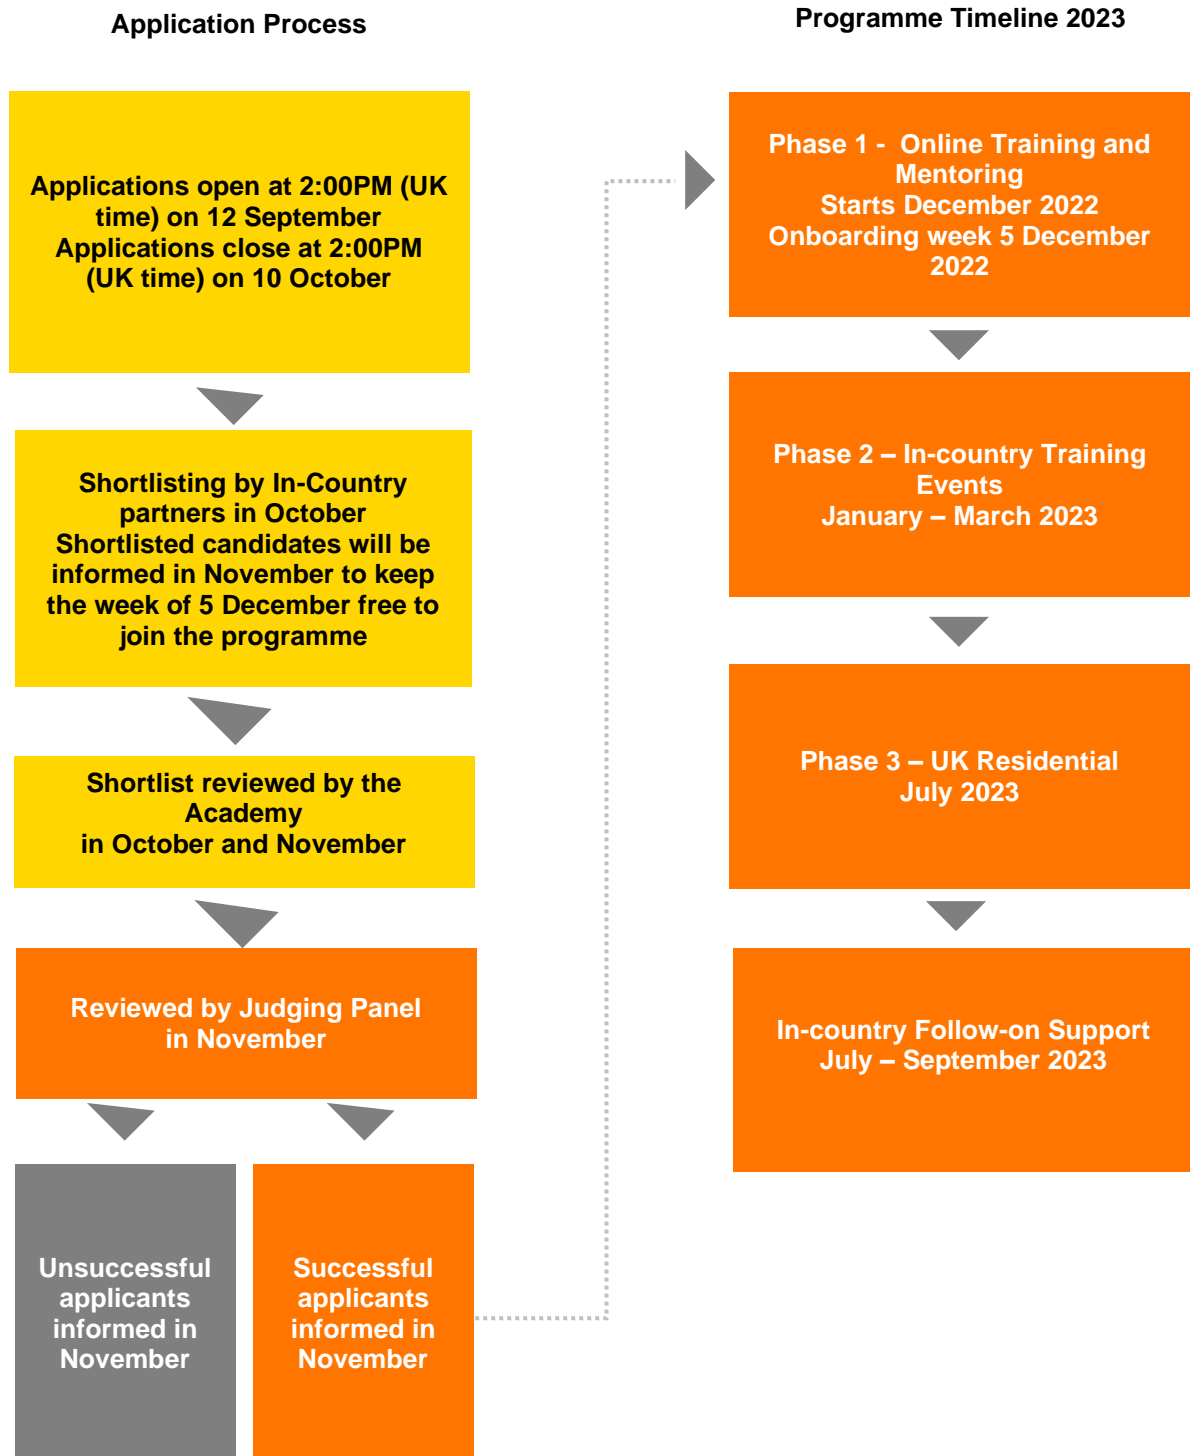 Application Process
Applications open at 2:00PM (UK
time) on 12 September
Applications close at 2:00PM
(UK time) on 10 October
Shortlisting by In-Country
partners in October
Shortlisted candidates will be
informed in November to keep
the week of 5 December free to
join the programme
Shortlist reviewed by the
Academy
in October and November
Reviewed by Judging Panel
in November
Unsuccessful
applicants
informed in
November
Successful
applicants
informed in
November
Programme Timeline 2023
Phase 1 - Online Training and
Mentoring
Starts December 2022
Onboarding week 5 December
2022
Phase 2 – In-country Training
Events
January – March 2023
Phase 3 – UK Residential
July 2023
In-country Follow-on Support
July – September 2023